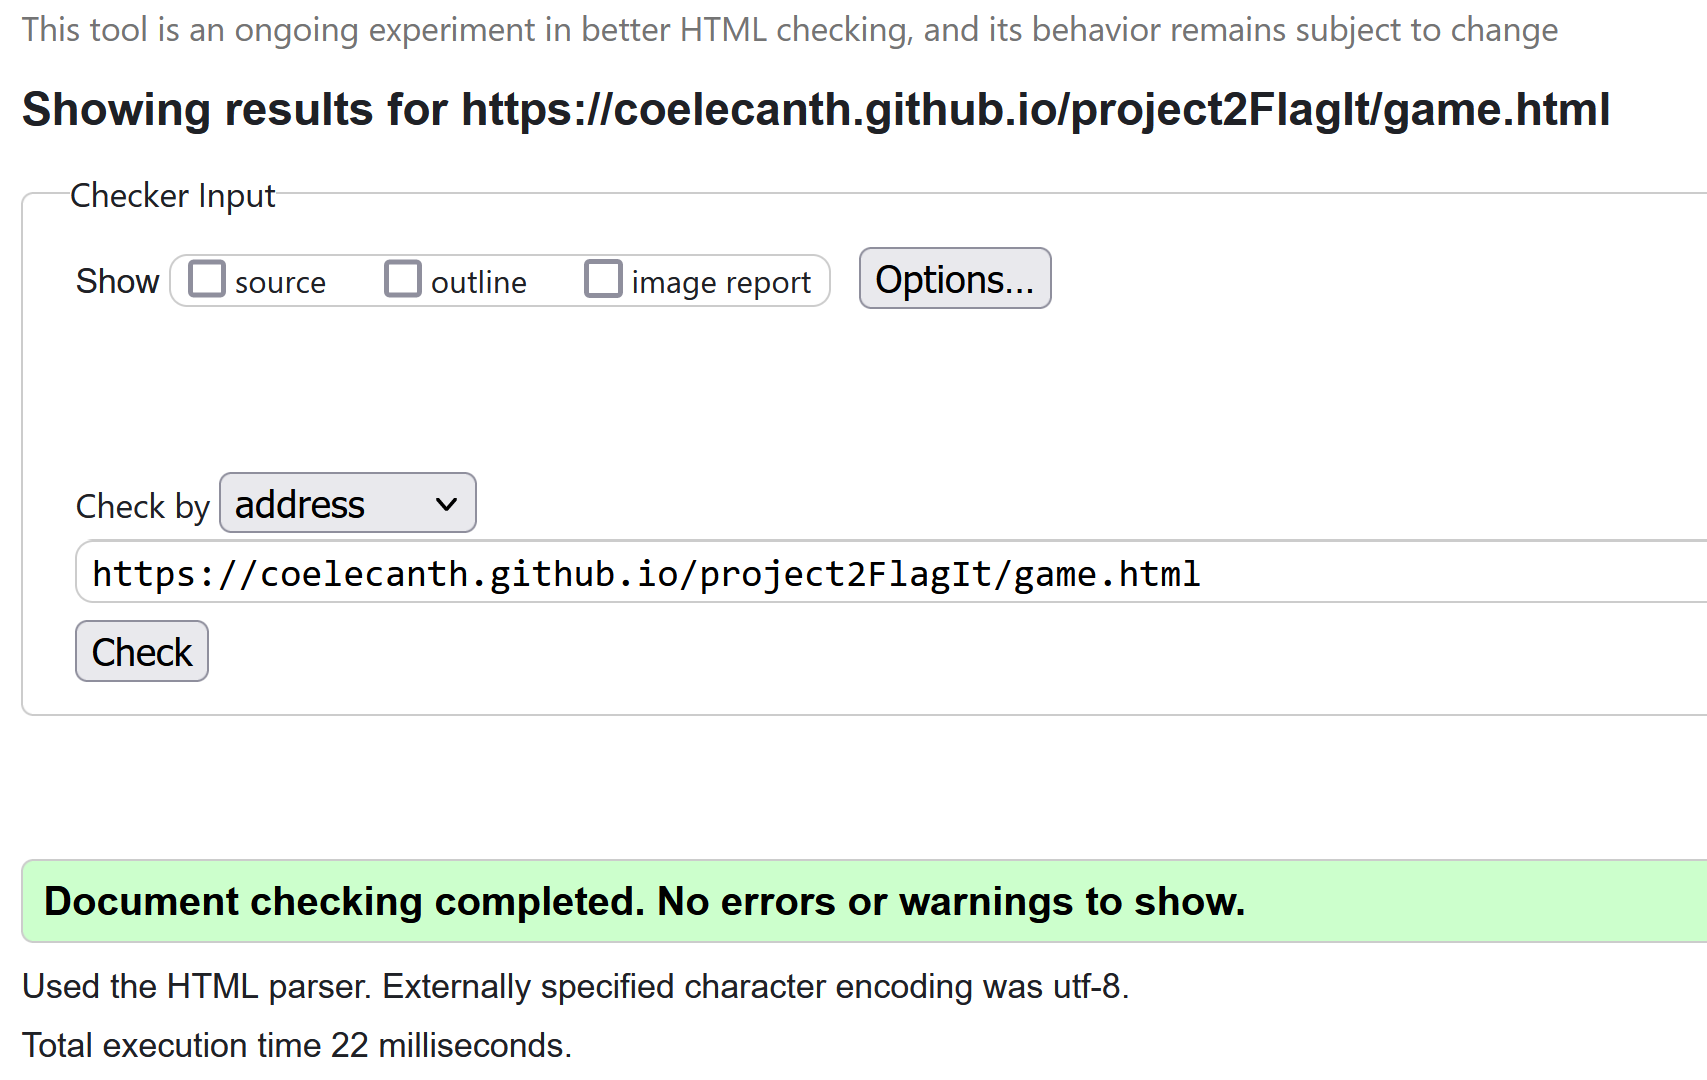 This tool is an ongoing experiment in better HTML checking, and its behavior remains subject to change
Showing results for https://coelecanth.github.io/project2FlagIt/game.html
Checker Input
Show source outline image report Options...
Check by address
https://coelecanth.github.io/project2FlagIt/game.html
Check
Document checking completed. No errors or warnings to show.
Used the HTML parser. Externally specified character encoding was utf-8.
Total execution time 22 milliseconds.